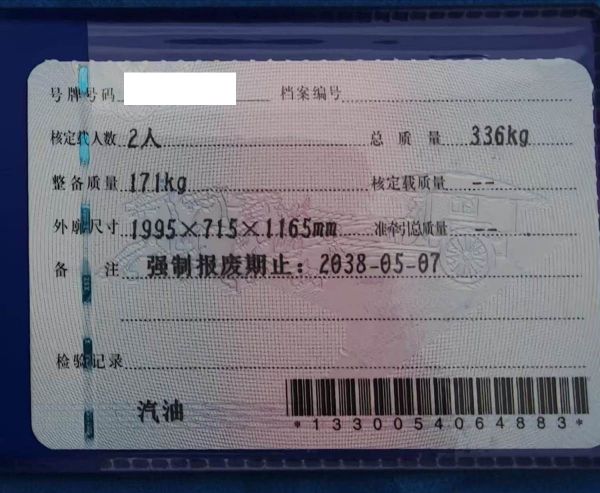 号牌号码 档案编号
核定载人数 2人 总质量 336kg
整备质量 171kg 核定载质量 --
外廓尺寸 1995×715×1165mm 准牵引总质量 --
备注 强制报废期止：2038-05-07
检验记录
汽油
*1330054064883*